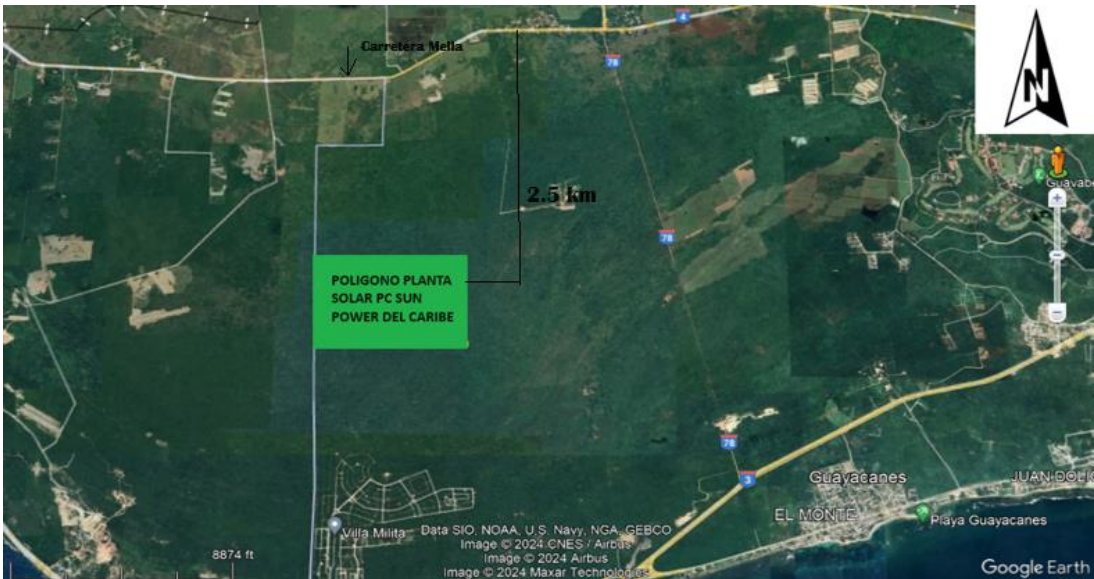 4
Carretera Mella
78
N
Guayabe
2.5 km
78
POLIGONO PLANTA
SOLAR PC SUN
POWER DEL CARIBE
78
3
Guayacanes
JUAN DOLIO
EL MONTE
Playa Guayacanes
Villa Milita
Data SIO, NOAA, U.S. Navy, NGA, GEBCO
Image © 2024 CNES / Airbus
Image © 2024 Airbus
Image © 2024 Maxar Technologies
8874 ft
Google Earth